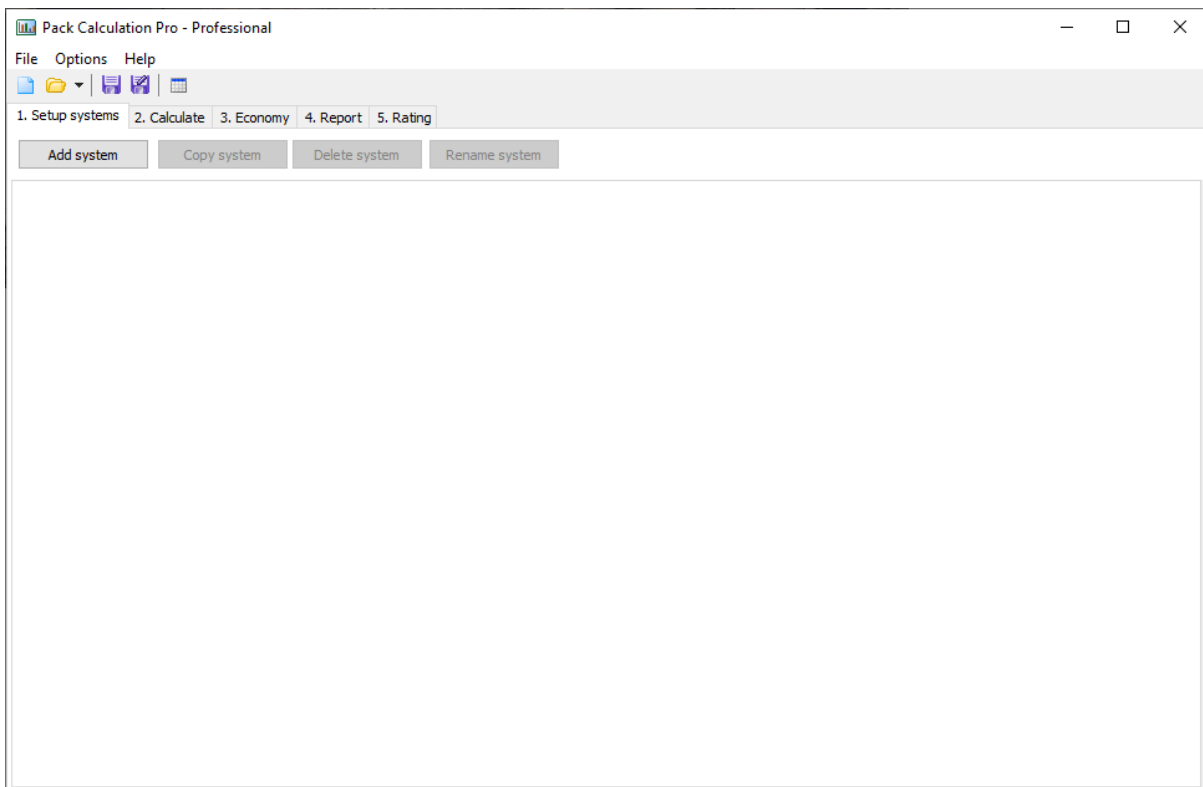 Pack Calculation Pro - Professional
File Options Help
1. Setup systems 2. Calculate 3. Economy 4. Report 5. Rating
Add system Copy system Delete system Rename system